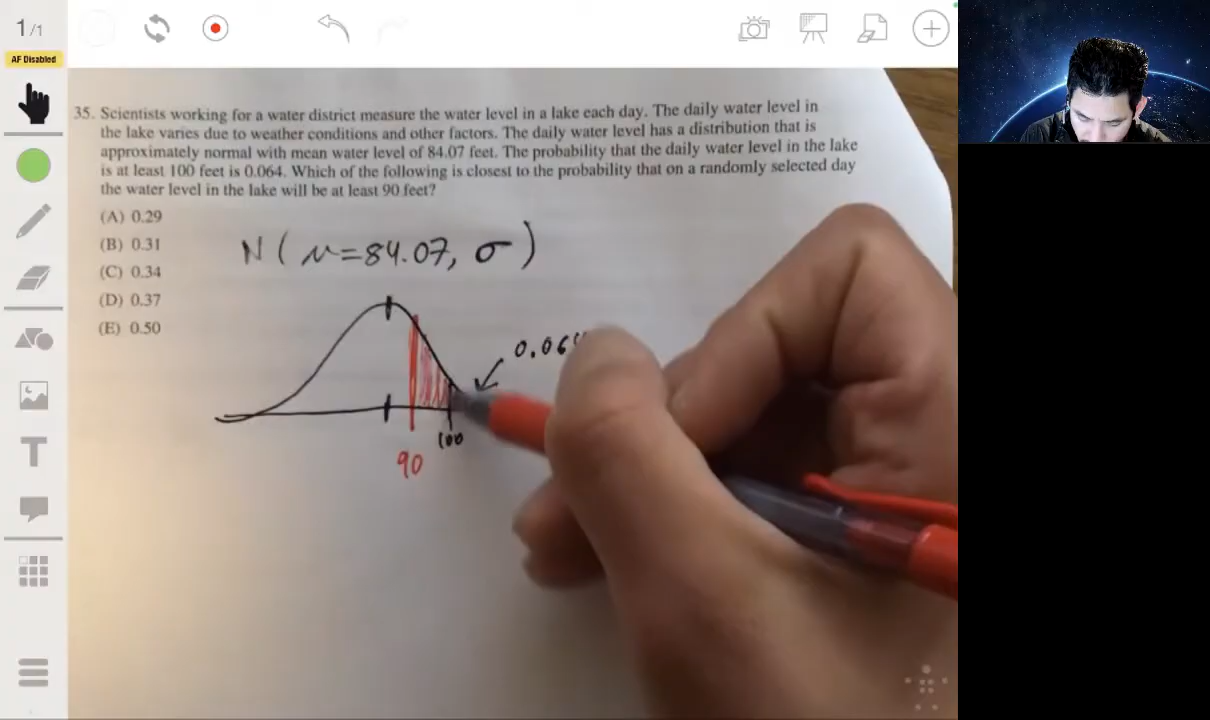 1/1
AF Disabled
35. Scientists working for a water district measure the water level in a lake each day. The daily water level in
the lake varies due to weather conditions and other factors. The daily water level has a distribution that is
approximately normal with mean water level of 84.07 feet. The probability that the daily water level in the lake
is at least 100 feet is 0.064. Which of the following is closest to the probability that on a randomly selected day
the water level in the lake will be at least 90 feet?
(A) 0.29
(B) 0.31
(C) 0.34
(D) 0.37
(E) 0.50
N ( μ=84.07, σ )
0.064
100
90
T